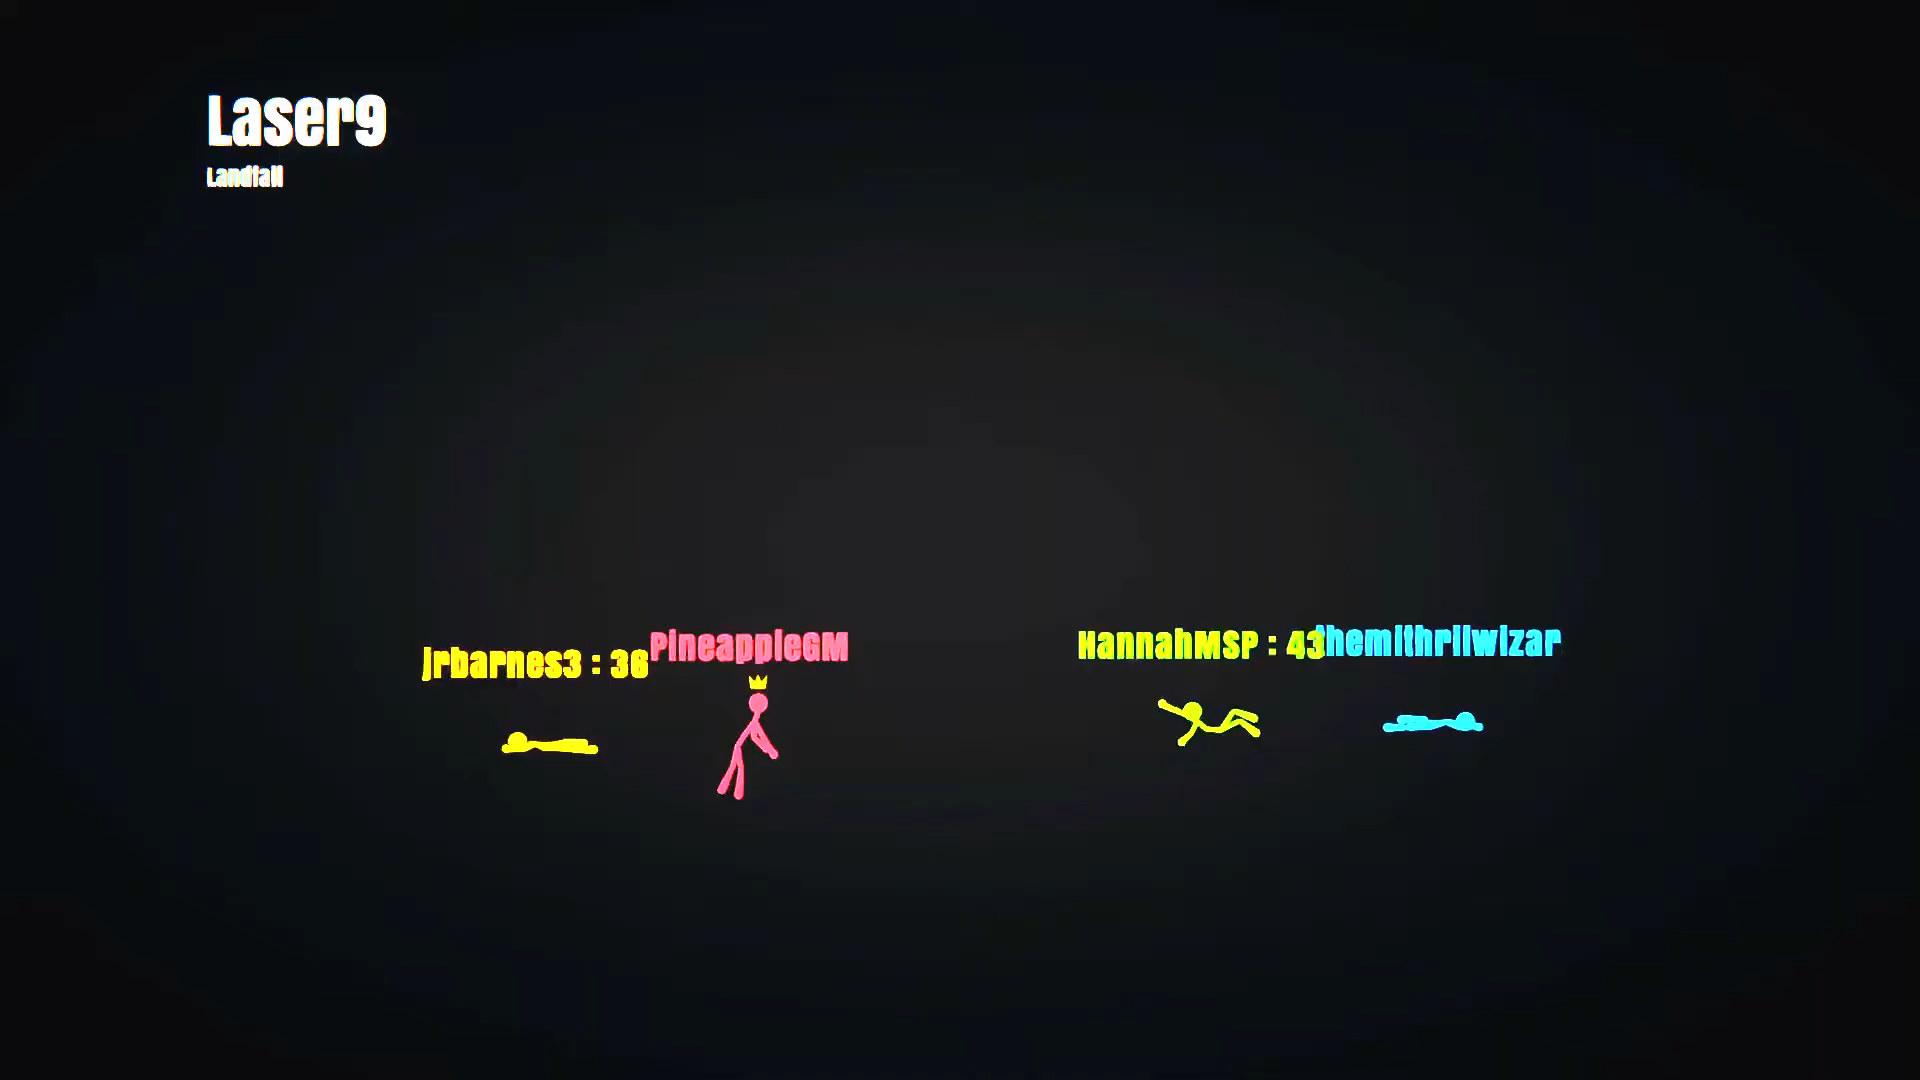 Laser9
Landfall
jrbarnes3 : 36
PineappleGM
HannahMSP : 43
themithrilwizar